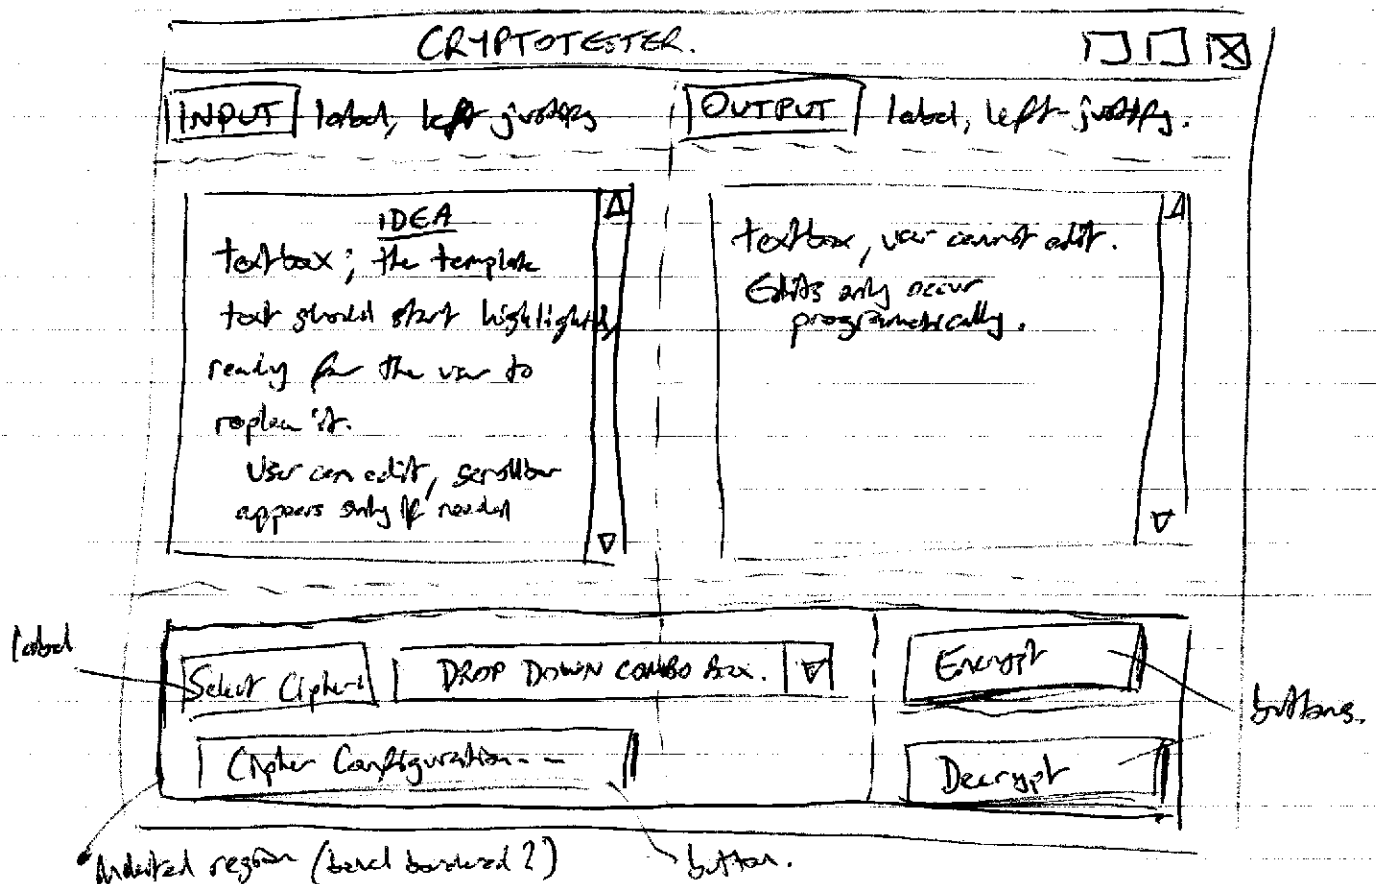 CRYPTOTESTER.
INPUT label, left justify
OUTPUT label, left justify.
IDEA
textbox; the template
text should start highlighted,
ready for the user to
replace it.
User can edit, scrollbar
appears only if needed
textbox, user cannot edit.
Edits only occur
programmatically.
label
Select Cipher:
DROP DOWN COMBO BOX.
Encrypt
buttons.
Cipher Configuration...
Decrypt
Indented region (bevel bordered?)
button.